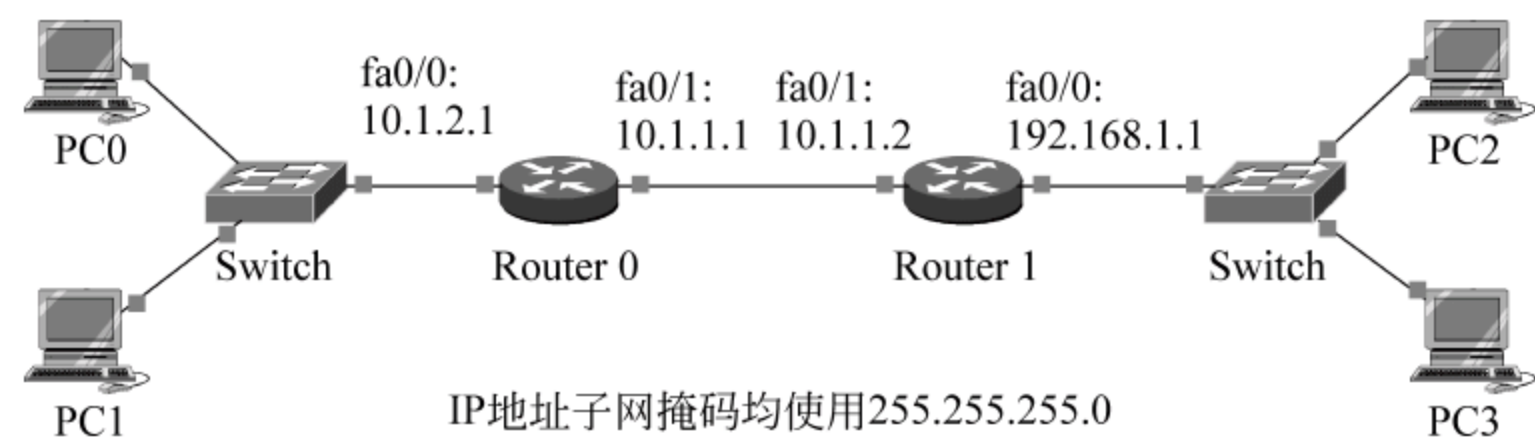 fa0/0:
10.1.2.1
fa0/1:
10.1.1.1
fa0/1:
10.1.1.2
fa0/0:
192.168.1.1
PC0
PC2
Switch
Router 0
Router 1
Switch
PC1
IP地址子网掩码均使用255.255.255.0
PC3